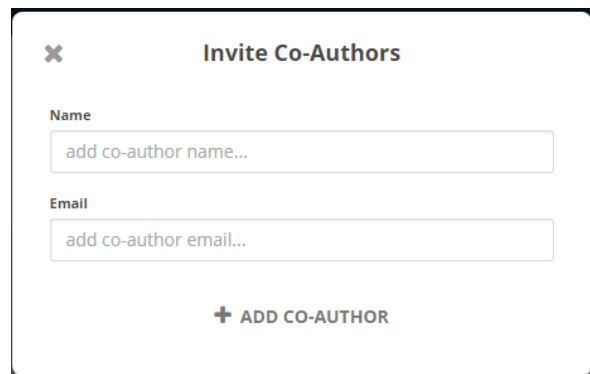 Invite Co-Authors
Name
add co-author name...
Email
add co-author email...
ADD CO-AUTHOR